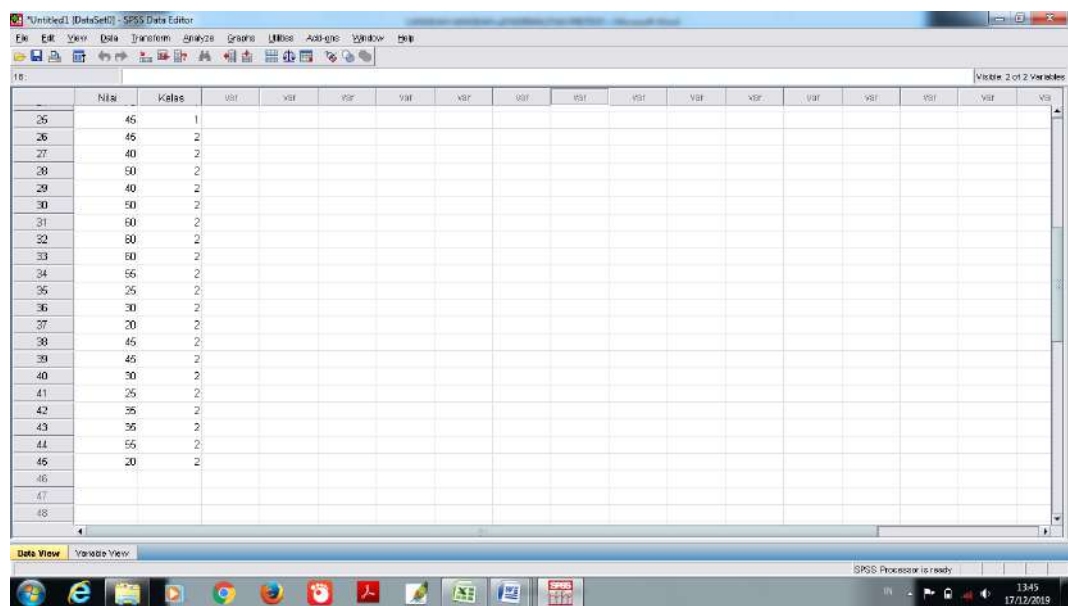 *Untitled1 [DataSet0] - SPSS Data Editor
File Edit View Data Transform Analyze Graphs Utilities Add-ons Window Help
18:
Visible: 2 of 2 Variables
Nilai Kelas var var var var var var var var var var var var var var var
25 45 1
26 45 2
27 40 2
28 50 2
29 40 2
30 50 2
31 60 2
32 60 2
33 60 2
34 55 2
35 25 2
36 30 2
37 20 2
38 45 2
39 45 2
40 30 2
41 25 2
42 35 2
43 35 2
44 55 2
45 20 2
46
47
48
Data View Variable View
SPSS Processor is ready
IN
13:45
17/12/2019